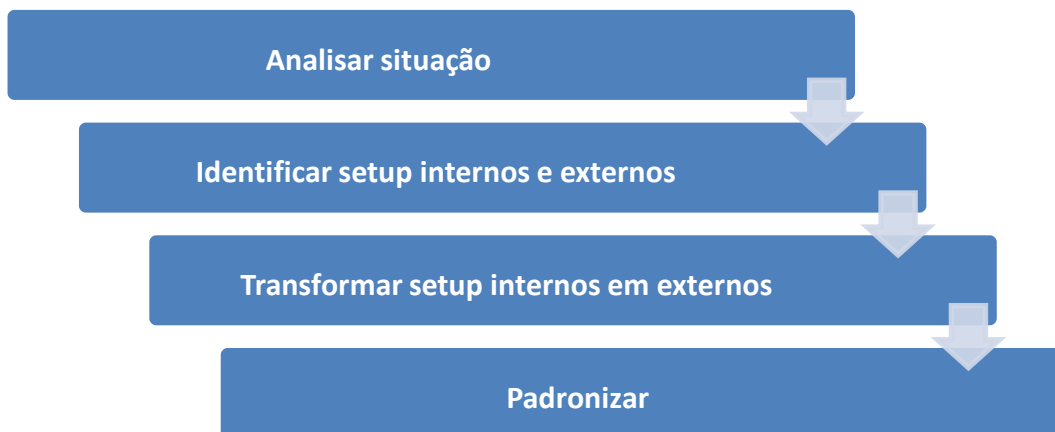 Analisar situação
Identificar setup internos e externos
Transformar setup internos em externos
Padronizar